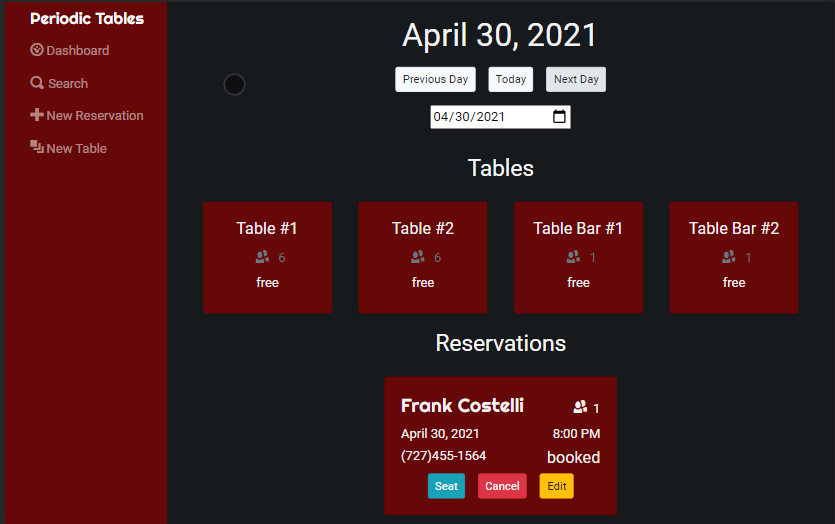 Periodic Tables
Dashboard
Search
New Reservation
New Table
April 30, 2021
Previous Day Today Next Day
04/30/2021
Tables
Table #1
6
free
Table #2
6
free
Table Bar #1
1
free
Table Bar #2
1
free
Reservations
Frank Costelli 1
April 30, 2021 8:00 PM
(727)455-1564 booked
Seat Cancel Edit